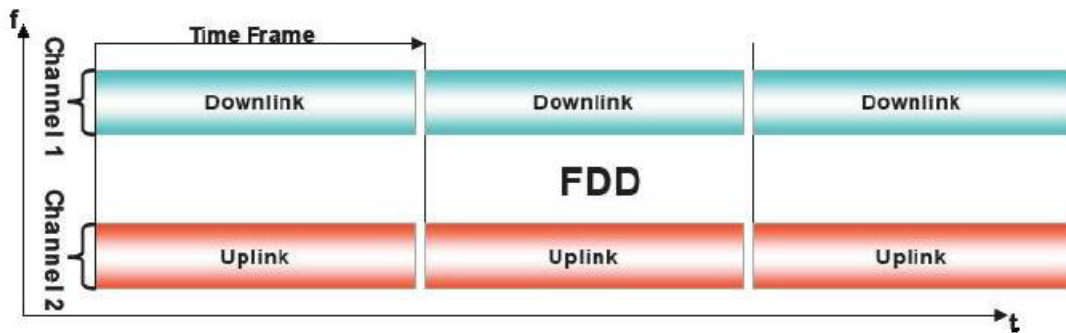 f
Time Frame
Channel 1
Downlink Downlink Downlink
FDD
Channel 2
Uplink Uplink Uplink
t